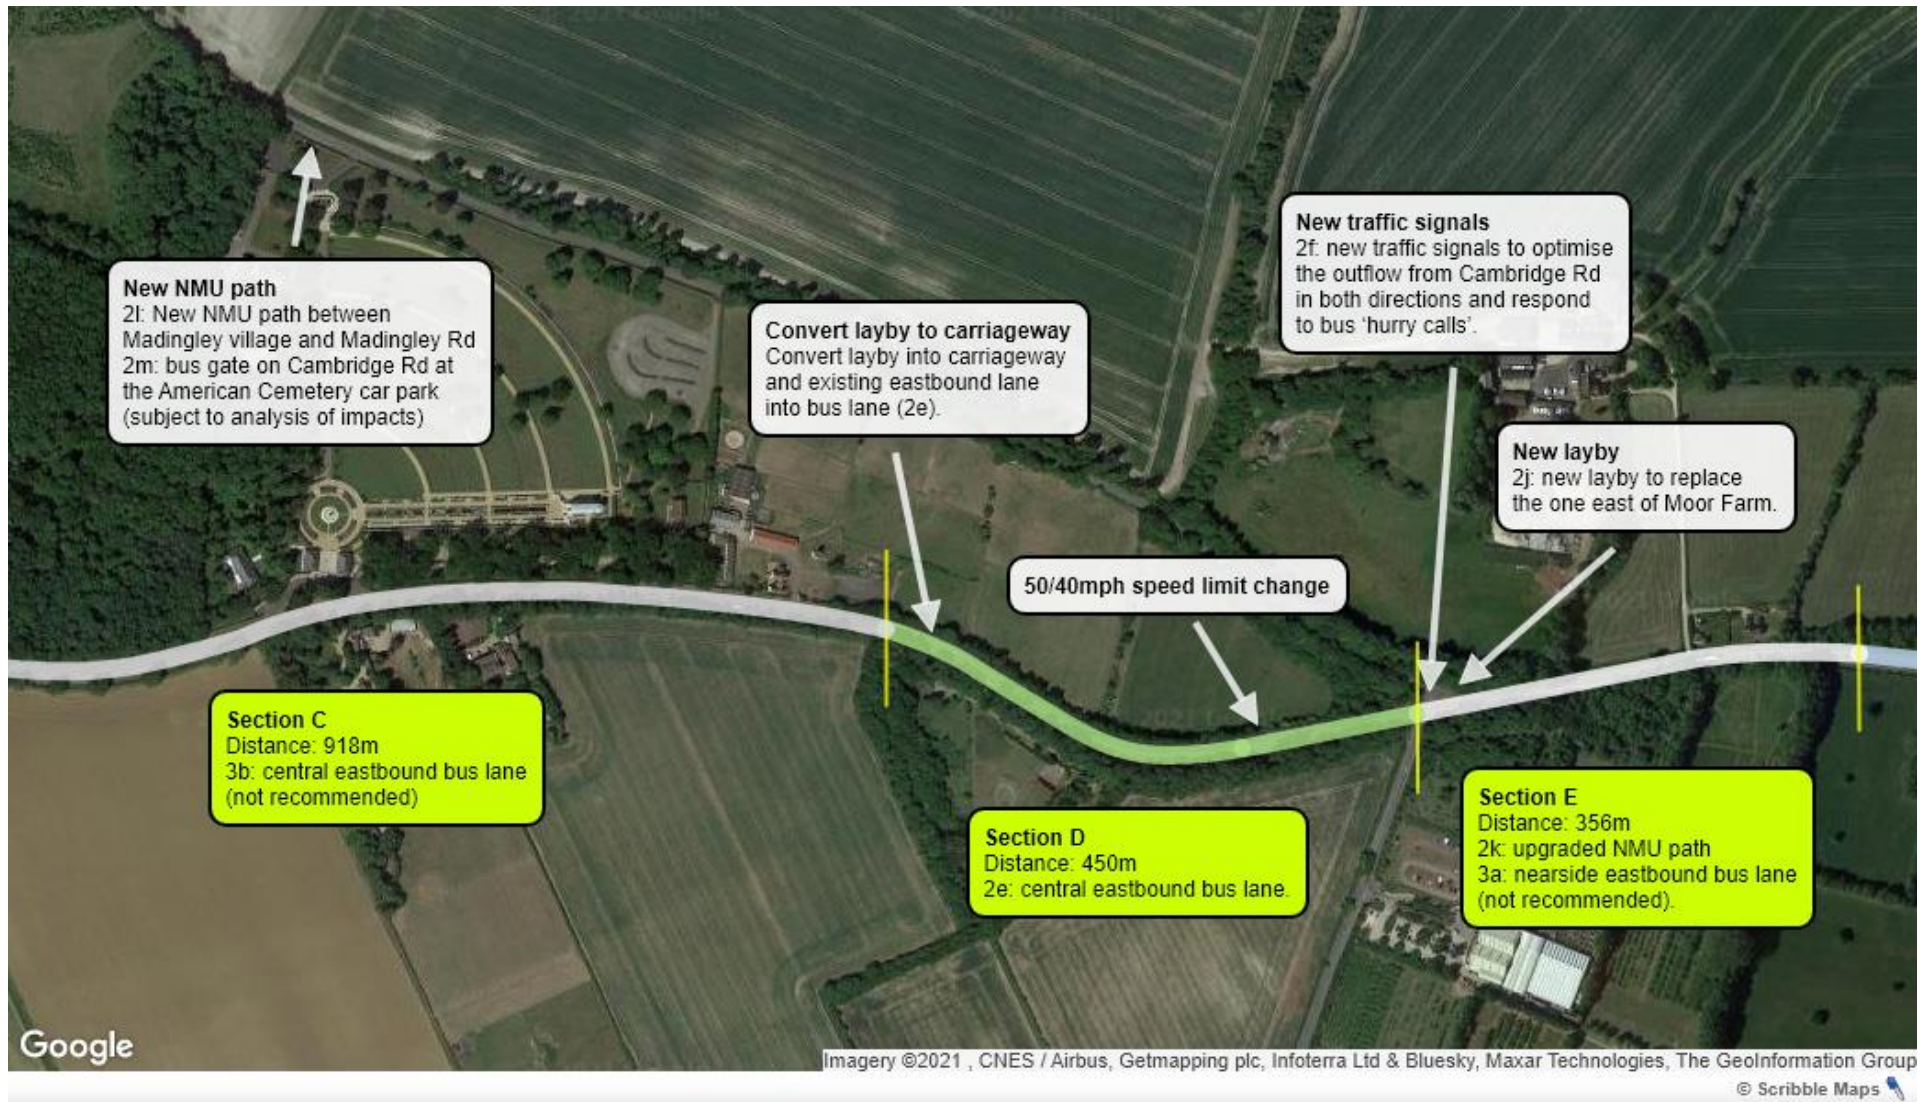 New NMU path
2l: New NMU path between
Madingley village and Madingley Rd
2m: bus gate on Cambridge Rd at
the American Cemetery car park
(subject to analysis of impacts)
Convert layby to carriageway
Convert layby into carriageway
and existing eastbound lane
into bus lane (2e).
New traffic signals
2f: new traffic signals to optimise
the outflow from Cambridge Rd
in both directions and respond
to bus ‘hurry calls’.
New layby
2j: new layby to replace
the one east of Moor Farm.
50/40mph speed limit change
Section C
Distance: 918m
3b: central eastbound bus lane
(not recommended)
Section D
Distance: 450m
2e: central eastbound bus lane.
Section E
Distance: 356m
2k: upgraded NMU path
3a: nearside eastbound bus lane
(not recommended).
Google
Imagery ©2021 , CNES / Airbus, Getmapping plc, Infoterra Ltd & Bluesky, Maxar Technologies, The GeoInformation Group
© Scribble Maps